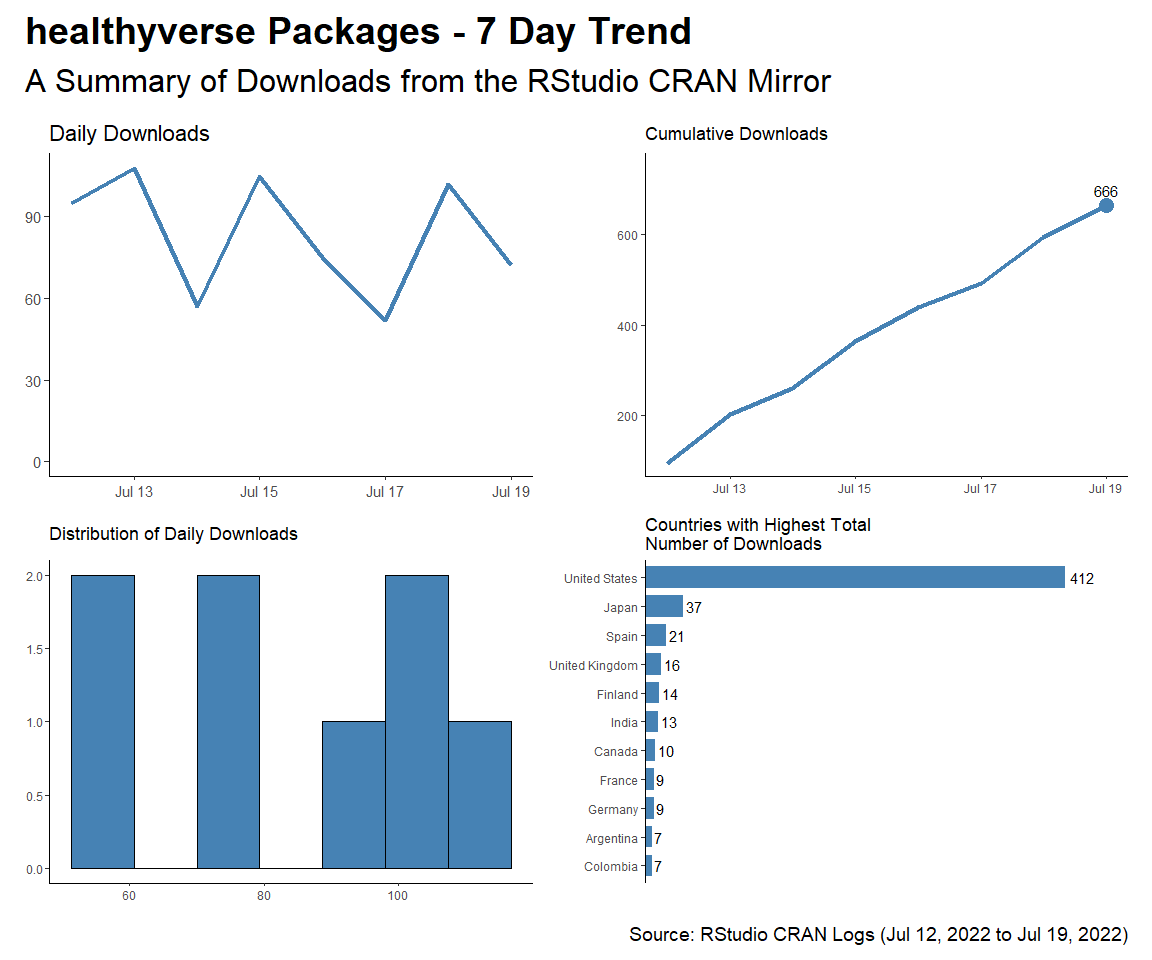 healthyverse Packages - 7 Day Trend
A Summary of Downloads from the RStudio CRAN Mirror
Daily Downloads
90
60
30
0
Jul 13
Jul 15
Jul 17
Jul 19
Cumulative Downloads
666
600
400
200
Jul 13
Jul 15
Jul 17
Jul 19
Distribution of Daily Downloads
2.0
1.5
1.0
0.5
0.0
60
80
100
Countries with Highest Total
Number of Downloads
United States 412
Japan 37
Spain 21
United Kingdom 16
Finland 14
India 13
Canada 10
France 9
Germany 9
Argentina 7
Colombia 7
Source: RStudio CRAN Logs (Jul 12, 2022 to Jul 19, 2022)